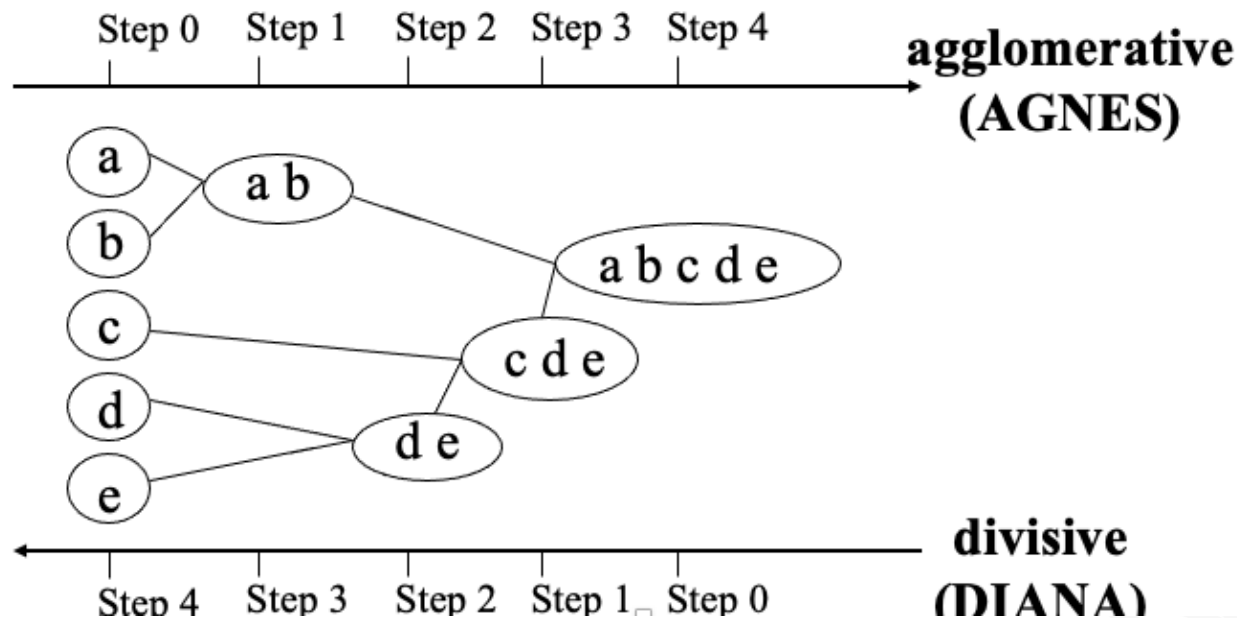 Step 0 Step 1 Step 2 Step 3 Step 4
agglomerative
(AGNES)
a
a b
b
a b c d e
c
c d e
d
d e
e
divisive
(DIANA)
Step 4 Step 3 Step 2 Step 1 Step 0